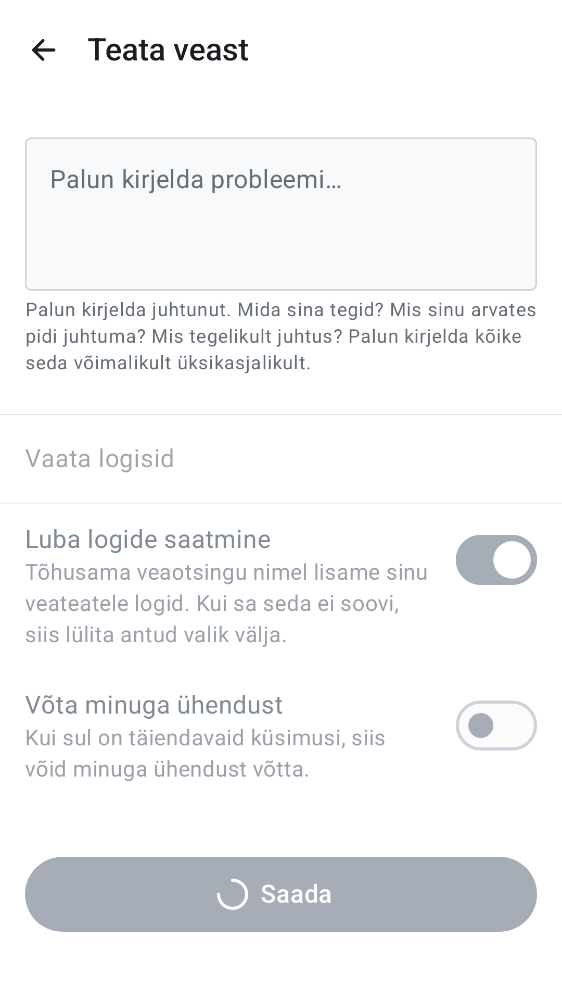 Teata veast
Palun kirjelda probleemi…
Palun kirjelda juhtunut. Mida sina tegid? Mis sinu arvates
pidi juhtuma? Mis tegelikult juhtus? Palun kirjelda kõike
seda võimalikult üksikasjalikult.
Vaata logisid
Luba logide saatmine
Tõhusama veaotsingu nimel lisame sinu
veateatele logid. Kui sa seda ei soovi,
siis lülita antud valik välja.
Võta minuga ühendust
Kui sul on täiendavaid küsimusi, siis
võid minuga ühendust võtta.
Saada